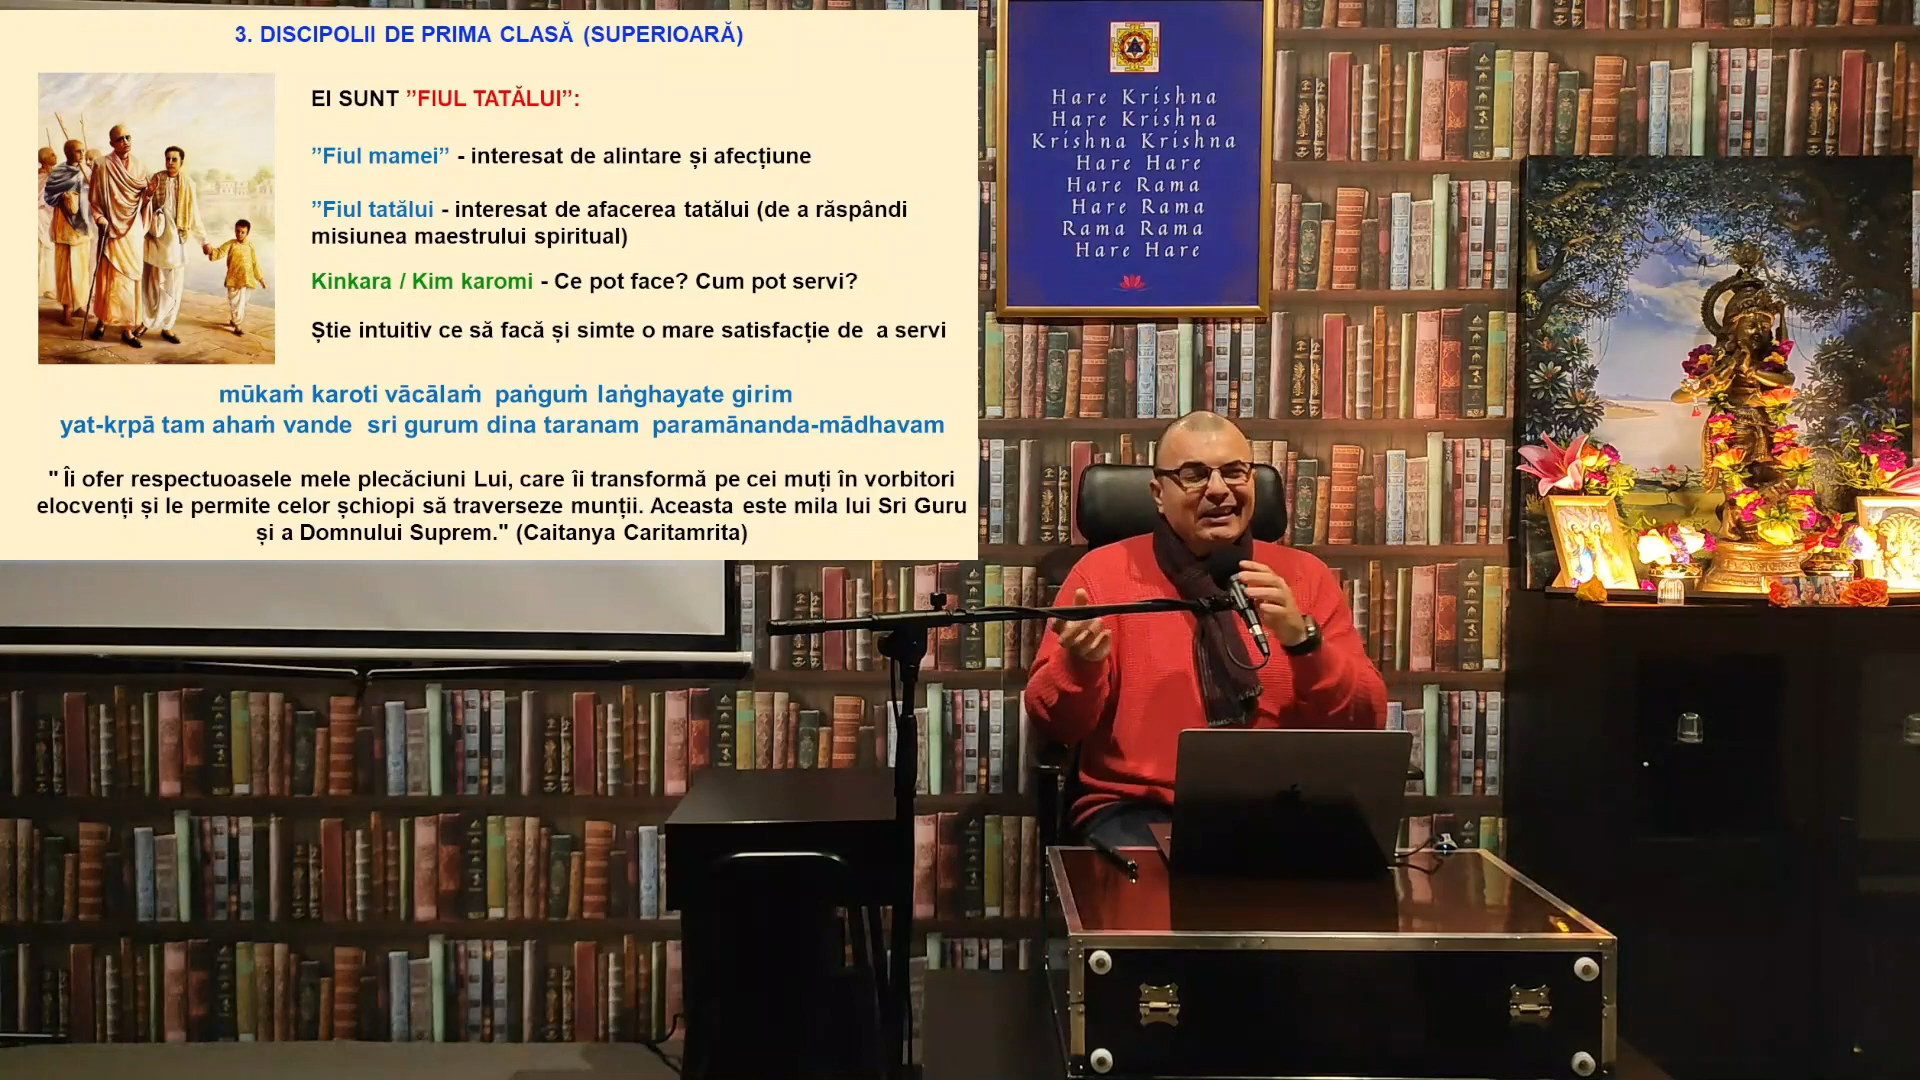 3. DISCIPOLII DE PRIMA CLASĂ (SUPERIOARĂ)
EI SUNT ”FIUL TATĂLUI”:
”Fiul mamei” - interesat de alintare și afecțiune
”Fiul tatălui - interesat de afacerea tatălui (de a răspândi
misiunea maestrului spiritual)
Kinkara / Kim karomi - Ce pot face? Cum pot servi?
Știe intuitiv ce să facă și simte o mare satisfacție de  a servi
mūkaṁ karoti vācālaṁ  paṅguṁ laṅghayate girim
yat-kṛpā tam ahaṁ vande  sri gurum dina taranam  paramānanda-mādhavam
" Îi ofer respectuoasele mele plecăciuni Lui, care îi transformă pe cei muți în vorbitori
elocvenți și le permite celor șchiopi să traverseze munții. Aceasta este mila lui Sri Guru
și a Domnului Suprem." (Caitanya Caritamrita)
Hare Krishna
Hare Krishna
Krishna Krishna
Hare Hare
Hare Rama
Hare Rama
Rama Rama
Hare Hare